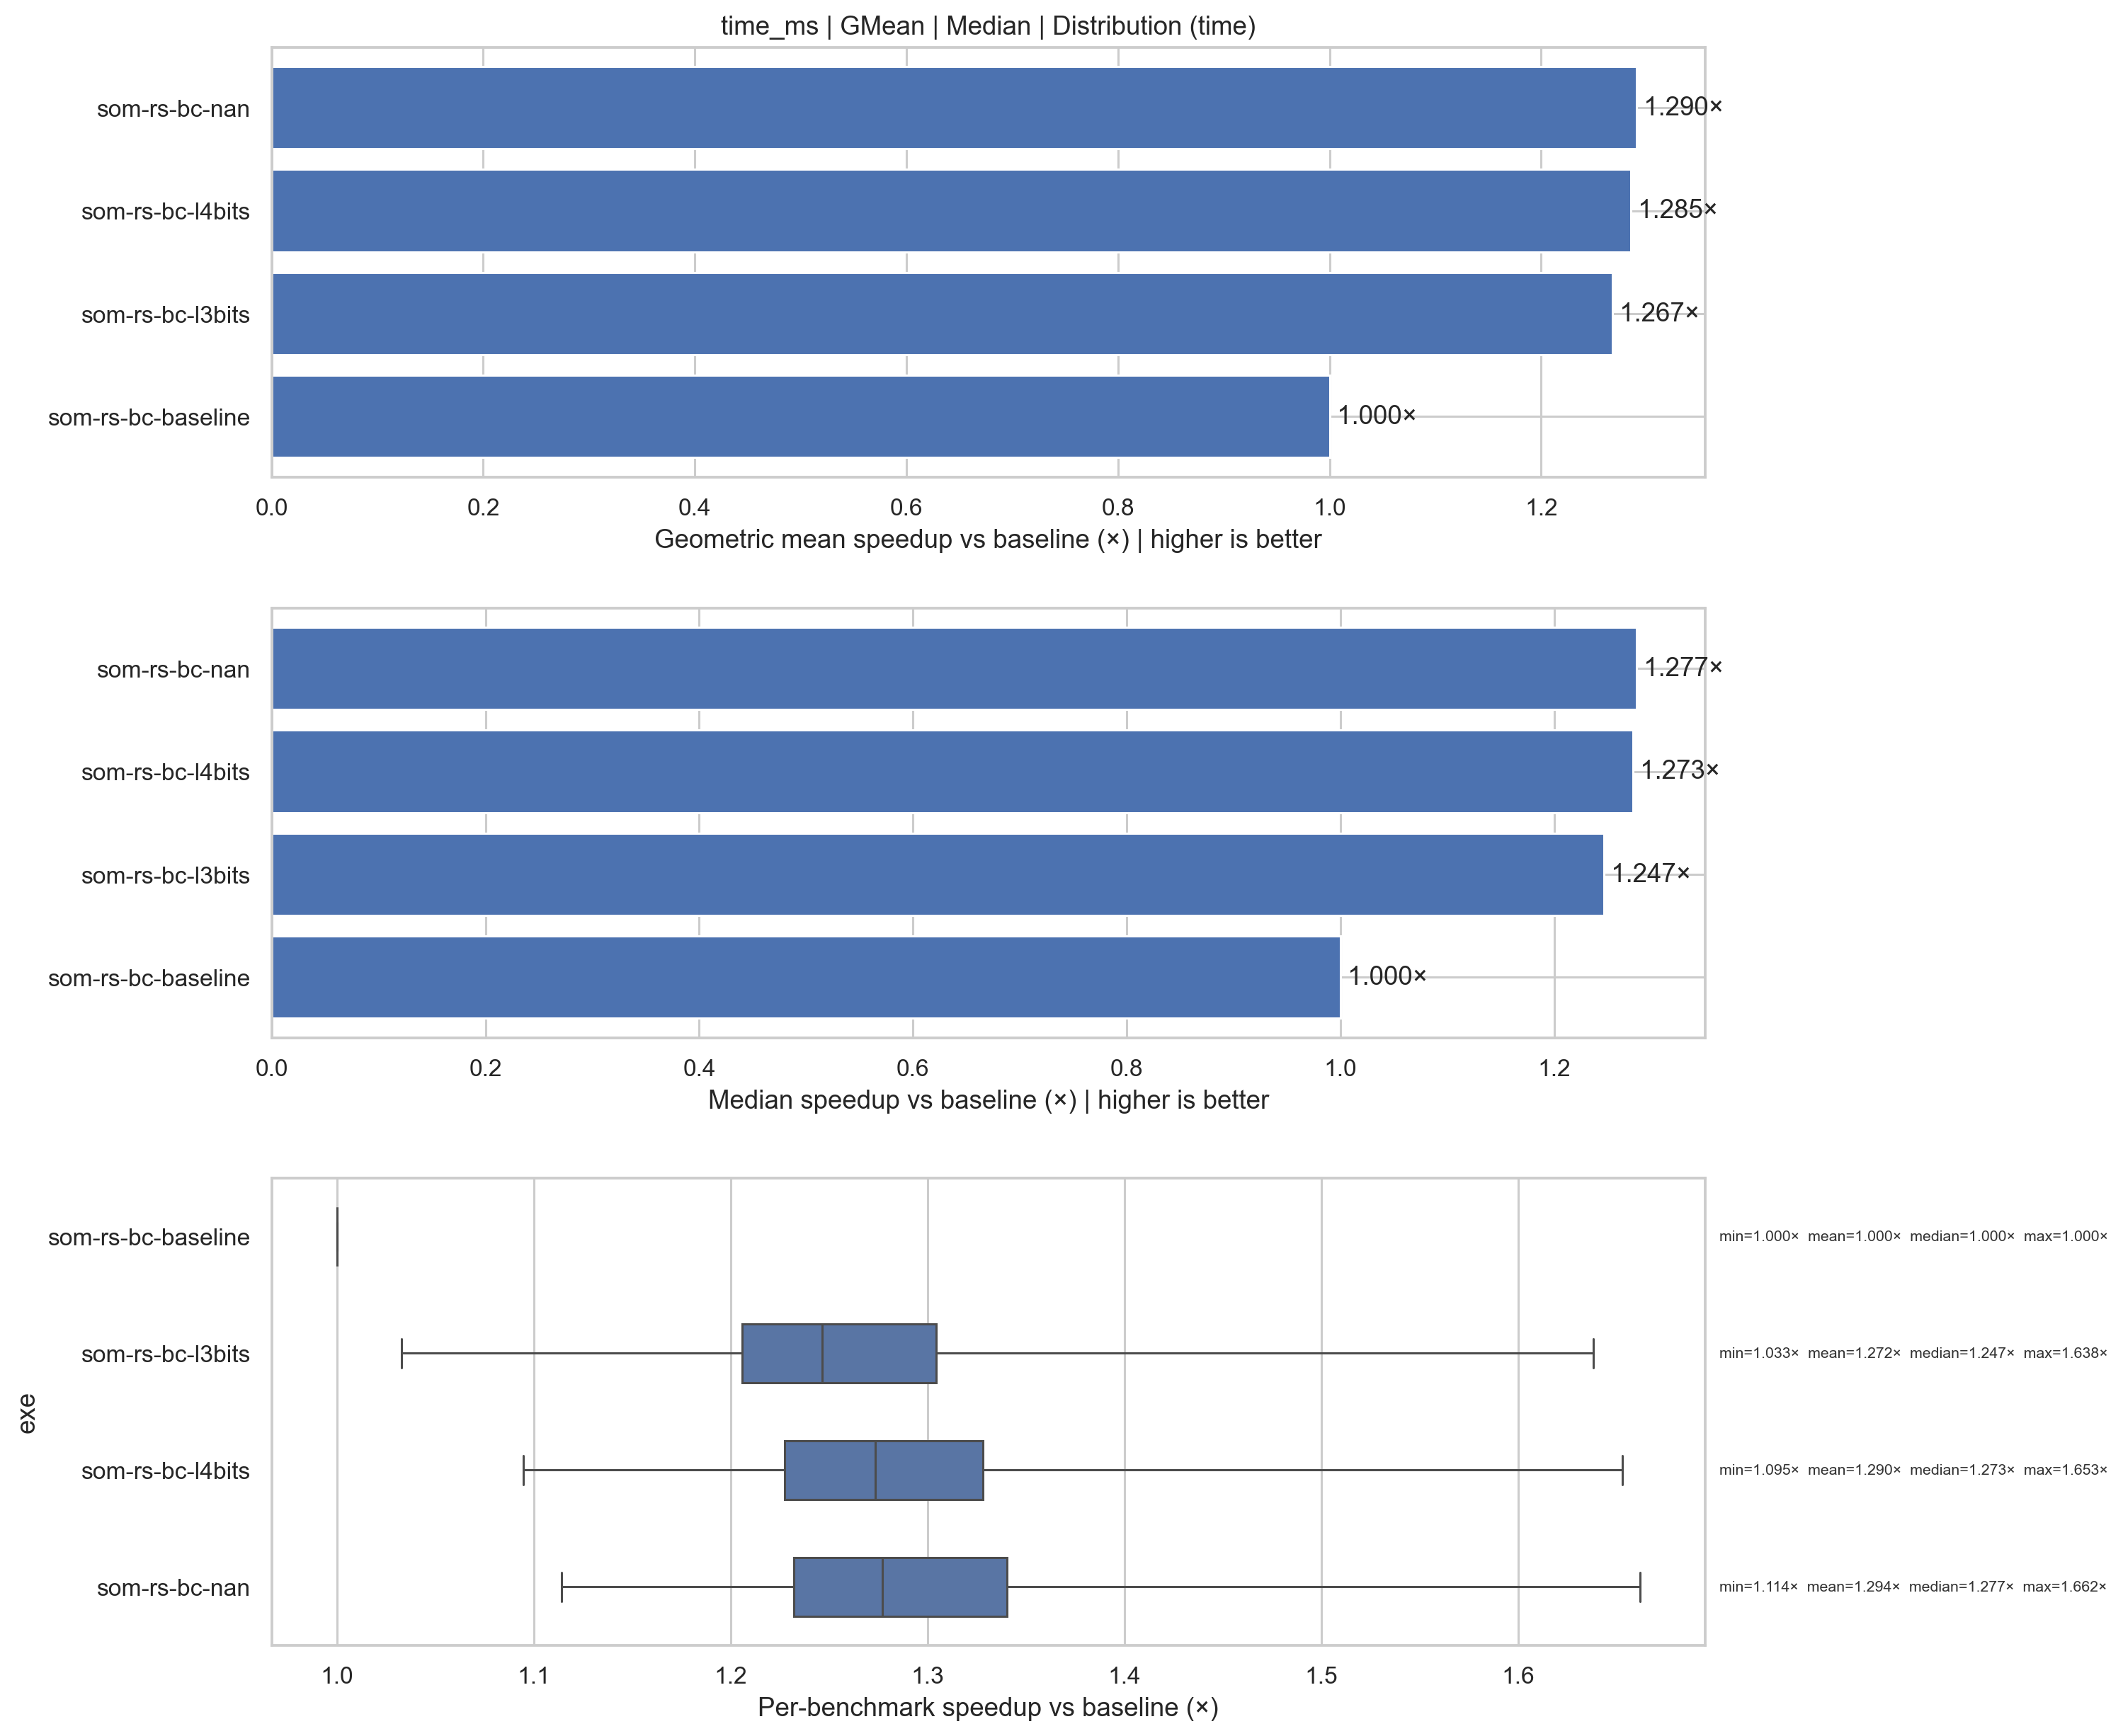 time_ms | GMean | Median | Distribution (time)
som-rs-bc-nan
1.290×
som-rs-bc-l4bits
1.285×
som-rs-bc-l3bits
1.267×
som-rs-bc-baseline
1.000×
0.0 0.2 0.4 0.6 0.8 1.0 1.2
Geometric mean speedup vs baseline (×) | higher is better
som-rs-bc-nan
1.277×
som-rs-bc-l4bits
1.273×
som-rs-bc-l3bits
1.247×
som-rs-bc-baseline
1.000×
0.0 0.2 0.4 0.6 0.8 1.0 1.2
Median speedup vs baseline (×) | higher is better
exe
som-rs-bc-baseline
min=1.000× mean=1.000× median=1.000× max=1.000×
som-rs-bc-l3bits
min=1.033× mean=1.272× median=1.247× max=1.638×
som-rs-bc-l4bits
min=1.095× mean=1.290× median=1.273× max=1.653×
som-rs-bc-nan
min=1.114× mean=1.294× median=1.277× max=1.662×
1.0 1.1 1.2 1.3 1.4 1.5 1.6
Per-benchmark speedup vs baseline (×)